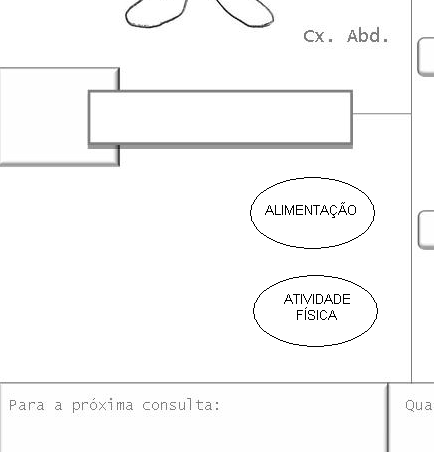 Cx. Abd.
ALIMENTAÇÃO
ATIVIDADE
FÍSICA
Para a próxima consulta:
Qua